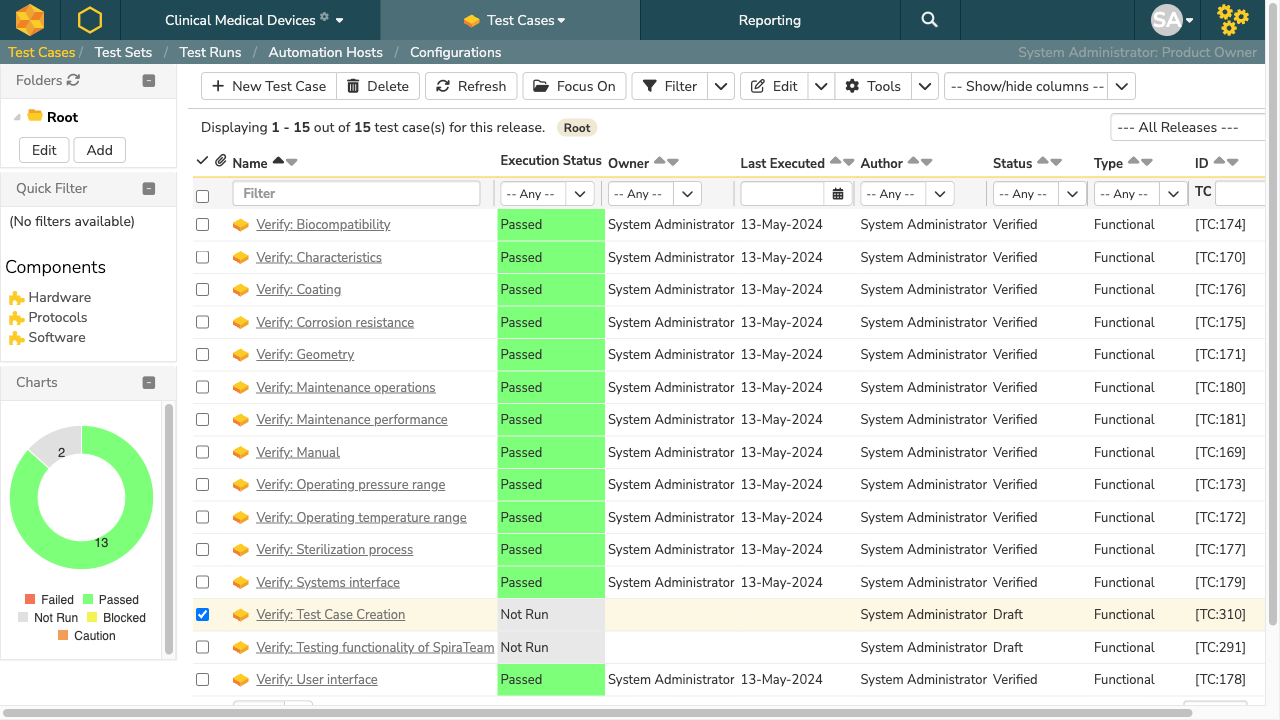 Clinical Medical Devices
Test Cases
Reporting
SA
Test Cases / Test Sets / Test Runs / Automation Hosts / Configurations
System Administrator: Product Owner
Folders
Root
Edit
Add
Quick Filter
(No filters available)
Components
Hardware
Protocols
Software
Charts
2
13
Failed Passed
Not Run Blocked
Caution
New Test Case Delete Refresh Focus On Filter Edit Tools -- Show/hide columns --
Displaying 1 - 15 out of 15 test case(s) for this release. Root --- All Releases ---
Name Execution Status Owner Last Executed Author Status Type ID
Filter -- Any -- -- Any -- -- Any -- -- Any -- -- Any -- TC
Verify: Biocompatibility Passed System Administrator 13-May-2024 System Administrator Verified Functional [TC:174]
Verify: Characteristics Passed System Administrator 13-May-2024 System Administrator Verified Functional [TC:170]
Verify: Coating Passed System Administrator 13-May-2024 System Administrator Verified Functional [TC:176]
Verify: Corrosion resistance Passed System Administrator 13-May-2024 System Administrator Verified Functional [TC:175]
Verify: Geometry Passed System Administrator 13-May-2024 System Administrator Verified Functional [TC:171]
Verify: Maintenance operations Passed System Administrator 13-May-2024 System Administrator Verified Functional [TC:180]
Verify: Maintenance performance Passed System Administrator 13-May-2024 System Administrator Verified Functional [TC:181]
Verify: Manual Passed System Administrator 13-May-2024 System Administrator Verified Functional [TC:169]
Verify: Operating pressure range Passed System Administrator 13-May-2024 System Administrator Verified Functional [TC:173]
Verify: Operating temperature range Passed System Administrator 13-May-2024 System Administrator Verified Functional [TC:172]
Verify: Sterilization process Passed System Administrator 13-May-2024 System Administrator Verified Functional [TC:177]
Verify: Systems interface Passed System Administrator 13-May-2024 System Administrator Verified Functional [TC:179]
Verify: Test Case Creation Not Run System Administrator Draft Functional [TC:310]
Verify: Testing functionality of SpiraTeam Not Run System Administrator Draft Functional [TC:291]
Verify: User interface Passed System Administrator 13-May-2024 System Administrator Verified Functional [TC:178]